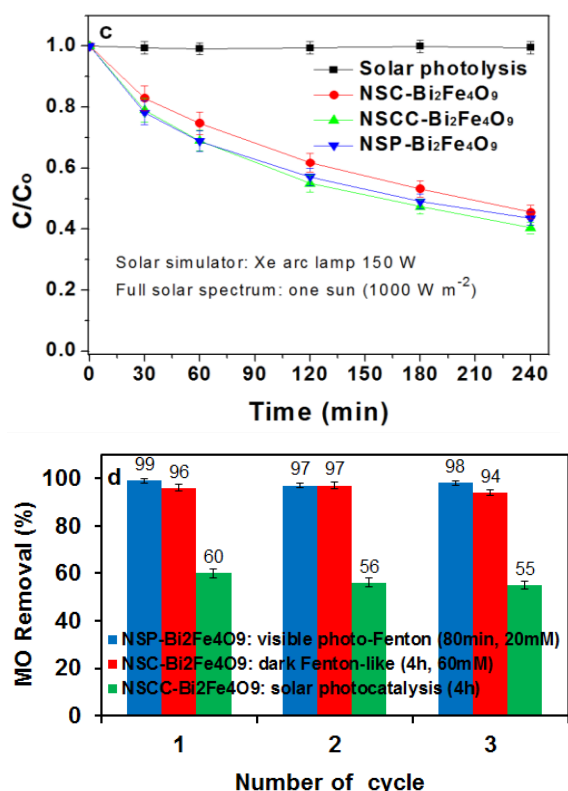 c
1.0
0.8
0.6
0.4
0.2
0.0
C/Co
Solar photolysis
NSC-Bi₂Fe₄O₉
NSCC-Bi₂Fe₄O₉
NSP-Bi₂Fe₄O₉
Solar simulator: Xe arc lamp 150 W
Full solar spectrum: one sun (1000 W m⁻²)
0 30 60 90 120 150 180 210 240
Time (min)
d
100
80
60
40
20
0
MO Removal (%)
99 96 60
97 97 56
98 94 55
NSP-Bi2Fe4O9: visible photo-Fenton (80min, 20mM)
NSC-Bi2Fe4O9: dark Fenton-like (4h, 60mM)
NSCC-Bi2Fe4O9: solar photocatalysis (4h)
1 2 3
Number of cycle